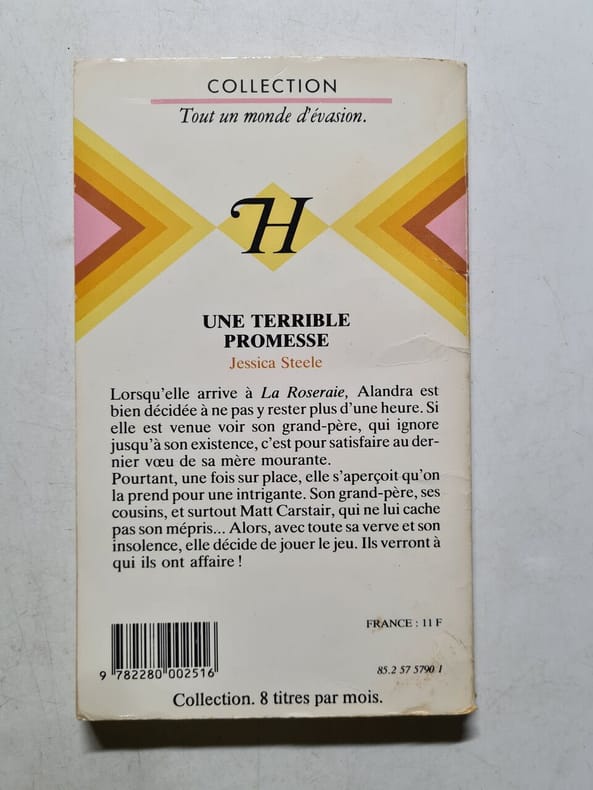 COLLECTION
Tout un monde d'évasion.
H
UNE TERRIBLE
PROMESSE
Jessica Steele
Lorsqu'elle arrive à La Roseraie, Alandra est
bien décidée à ne pas y rester plus d'une heure. Si
elle est venue voir son grand-père, qui ignore
jusqu'à son existence, c'est pour satisfaire au der-
nier vœu de sa mère mourante.
Pourtant, une fois sur place, elle s'aperçoit qu'on
la prend pour une intrigante. Son grand-père, ses
cousins, et surtout Matt Carstair, qui ne lui cache
pas son mépris... Alors, avec toute sa verve et son
insolence, elle décide de jouer le jeu. Ils verront à
qui ils ont affaire !
FRANCE : 11 F
9 782280 002516
85.2 57 5790 1
Collection. 8 titres par mois.